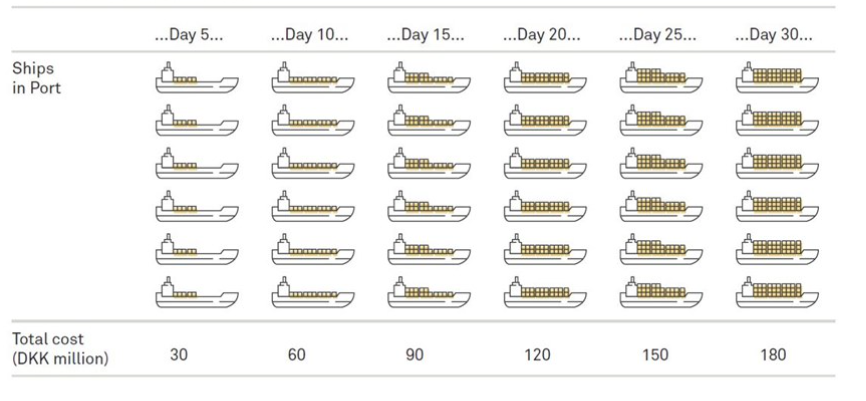 ...Day 5... ...Day 10... ...Day 15... ...Day 20... ...Day 25... ...Day 30...
Ships
in Port
Total cost
(DKK million) 30 60 90 120 150 180